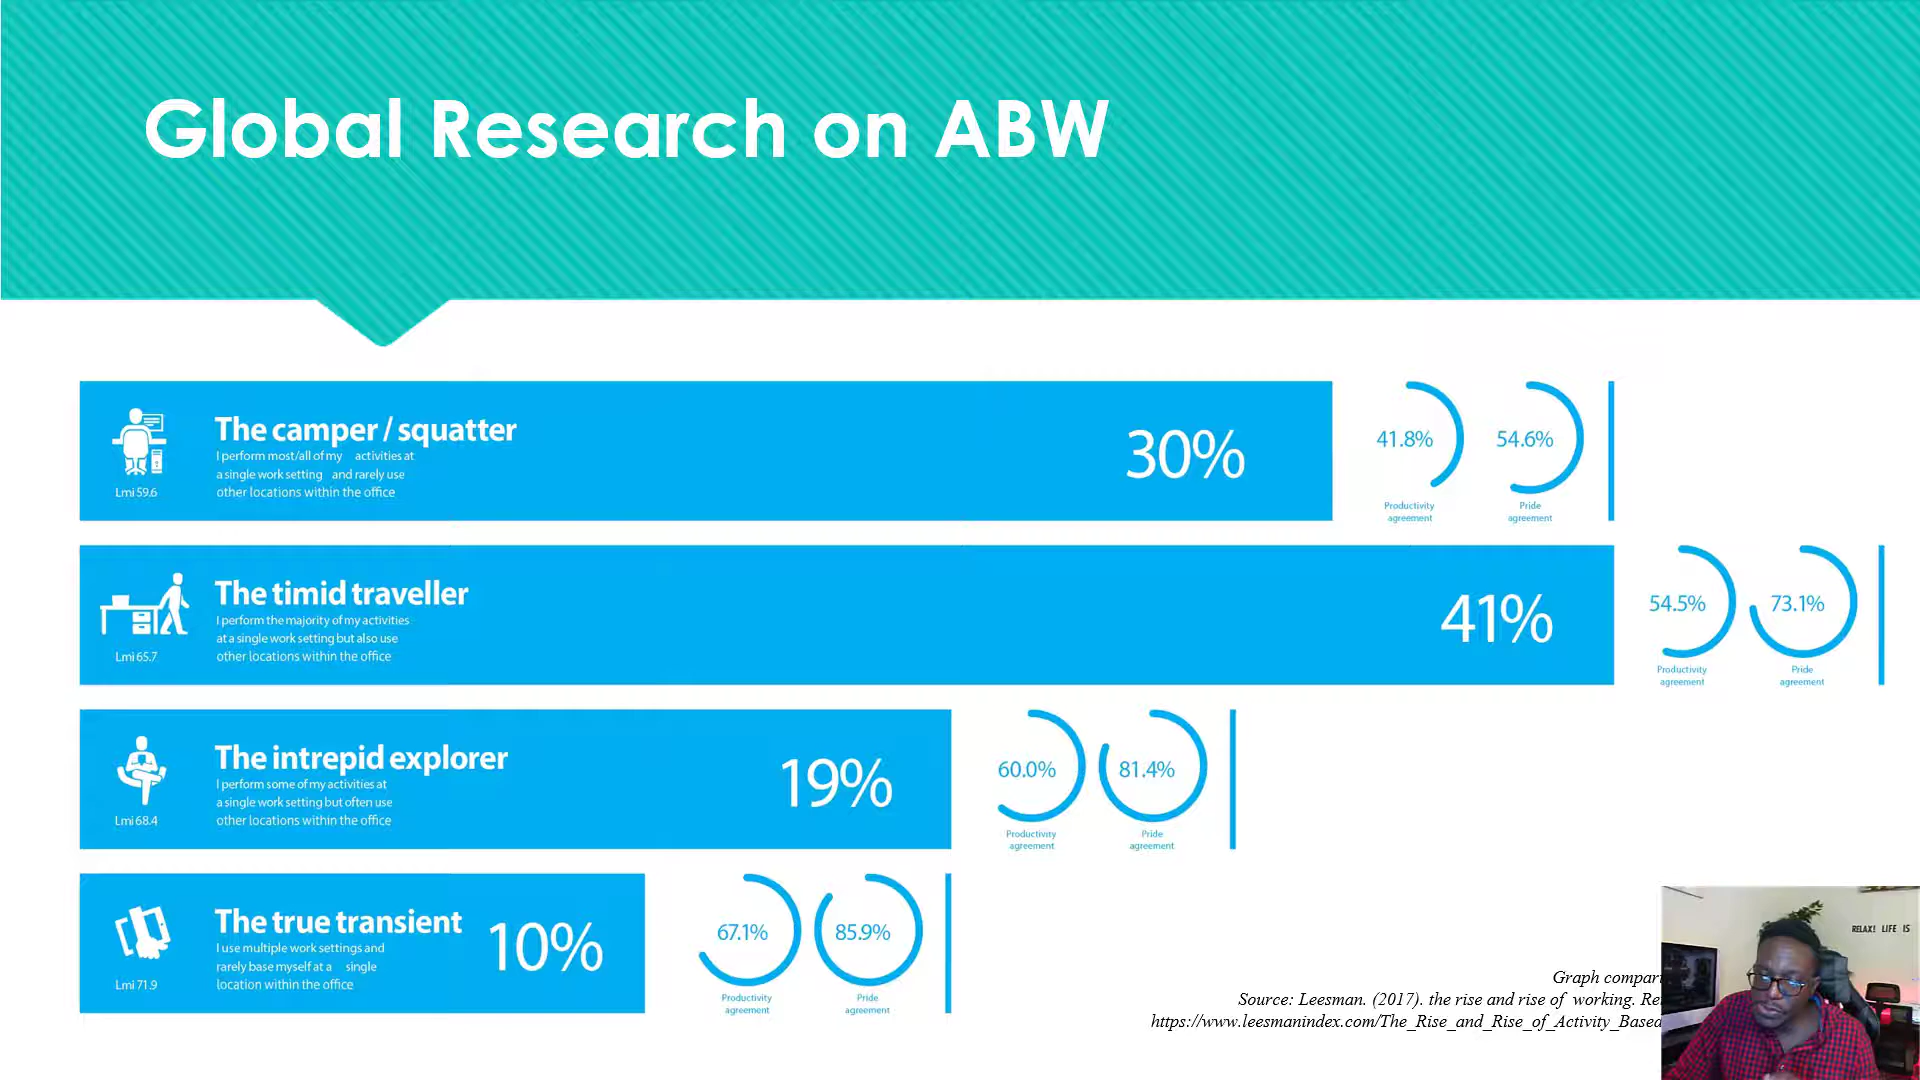 Global Research on ABW
The camper / squatter
I perform most/all of my activities at
a single work setting and rarely use
other locations within the office
Lmi 59.6
30%
41.8%
Productivity
agreement
54.6%
Pride
agreement
The timid traveller
I perform the majority of my activities
at a single work setting but also use
other locations within the office
Lmi 65.7
41%
54.5%
Productivity
agreement
73.1%
Pride
agreement
The intrepid explorer
I perform some of my activities at
a single work setting but often use
other locations within the office
Lmi 68.4
19%
60.0%
Productivity
agreement
81.4%
Pride
agreement
The true transient
I use multiple work settings and
rarely base myself at a single
location within the office
Lmi 71.9
10%
67.1%
Productivity
agreement
85.9%
Pride
agreement
Graph compari
Source: Leesman. (2017). the rise and rise of working. Re
https://www.leesmanindex.com/The_Rise_and_Rise_of_Activity_Based
RELAX! LIFE IS